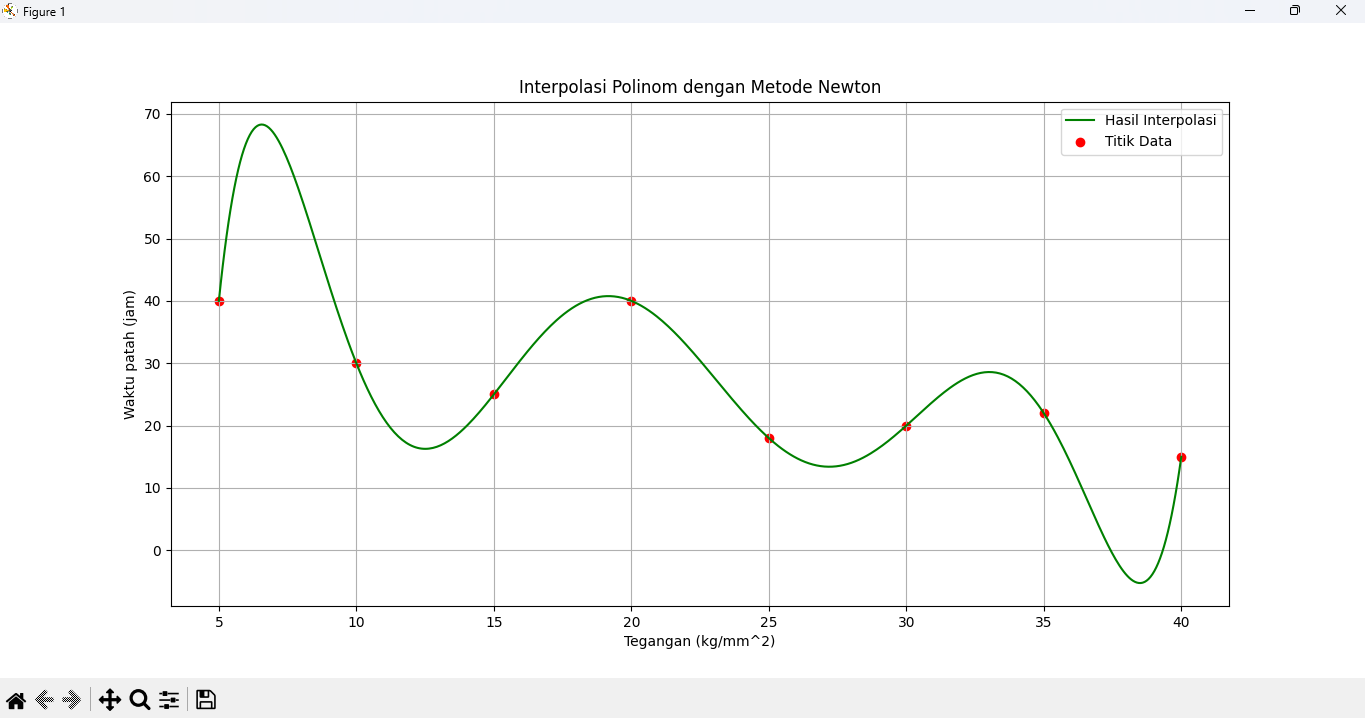 Figure 1
Interpolasi Polinom dengan Metode Newton
Hasil Interpolasi
Titik Data
Waktu patah (jam)
70
60
50
40
30
20
10
0
5 10 15 20 25 30 35 40
Tegangan (kg/mm^2)